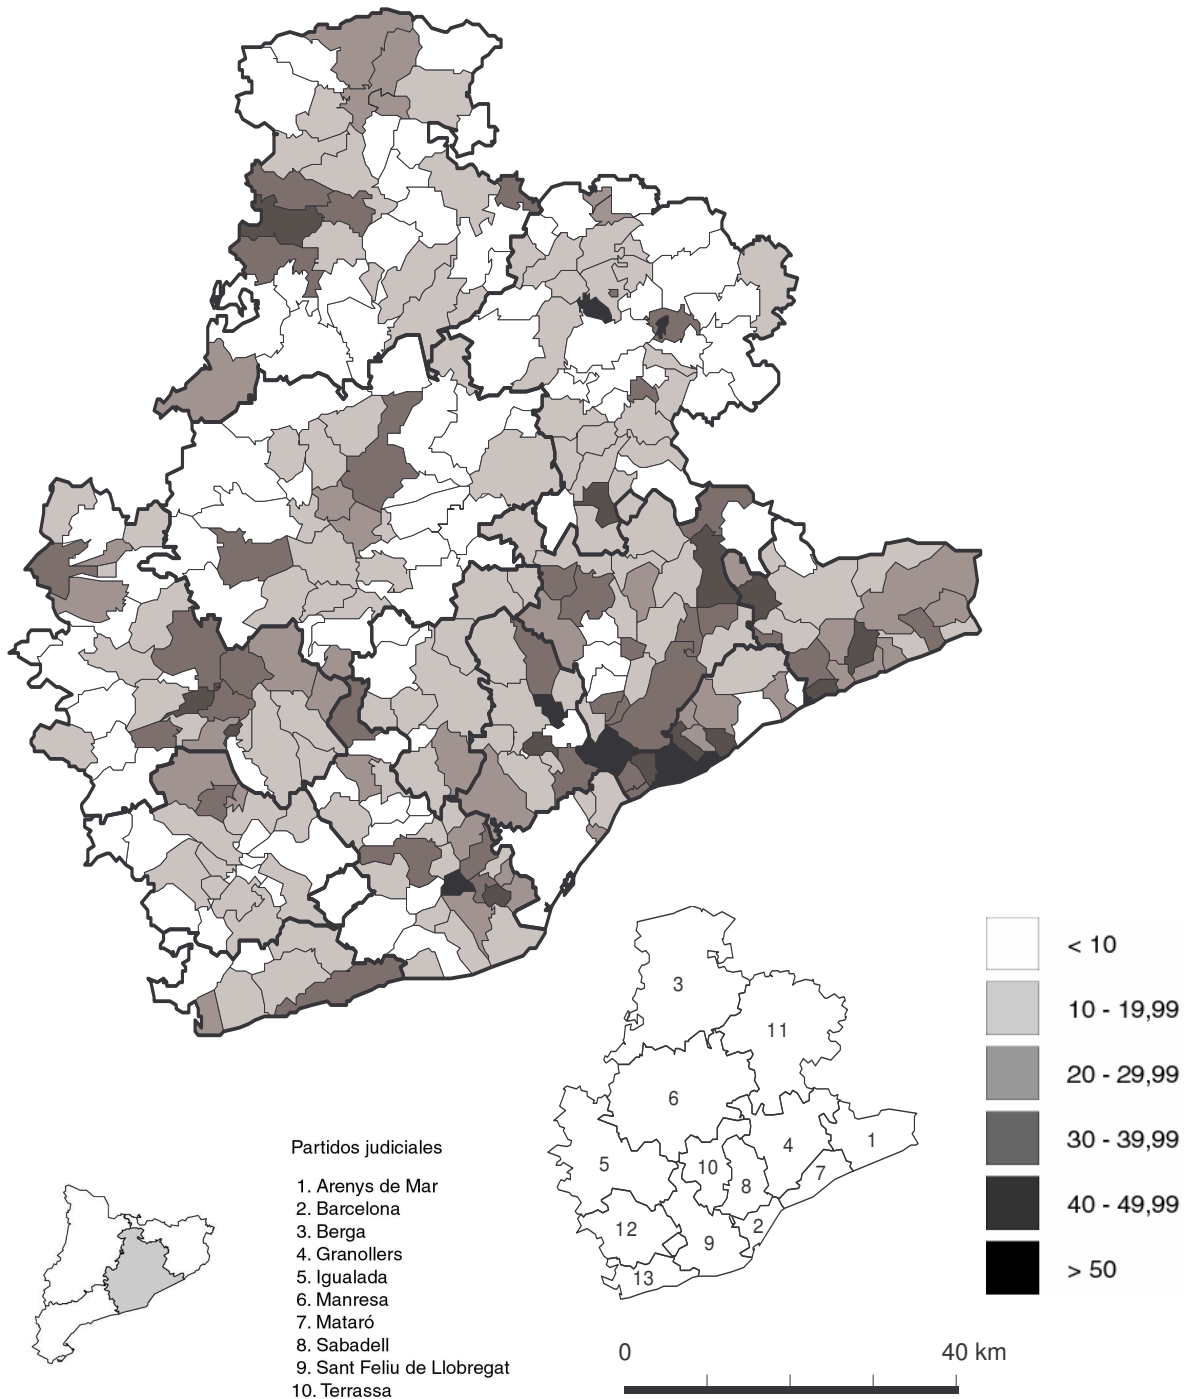 3
11
6
4
1
5
10
8
7
12
9
2
13
< 10
10 - 19,99
20 - 29,99
30 - 39,99
40 - 49,99
> 50
Partidos judiciales
1. Arenys de Mar
2. Barcelona
3. Berga
4. Granollers
5. Igualada
6. Manresa
7. Mataró
8. Sabadell
9. Sant Feliu de Llobregat
10. Terrassa
0 40 km